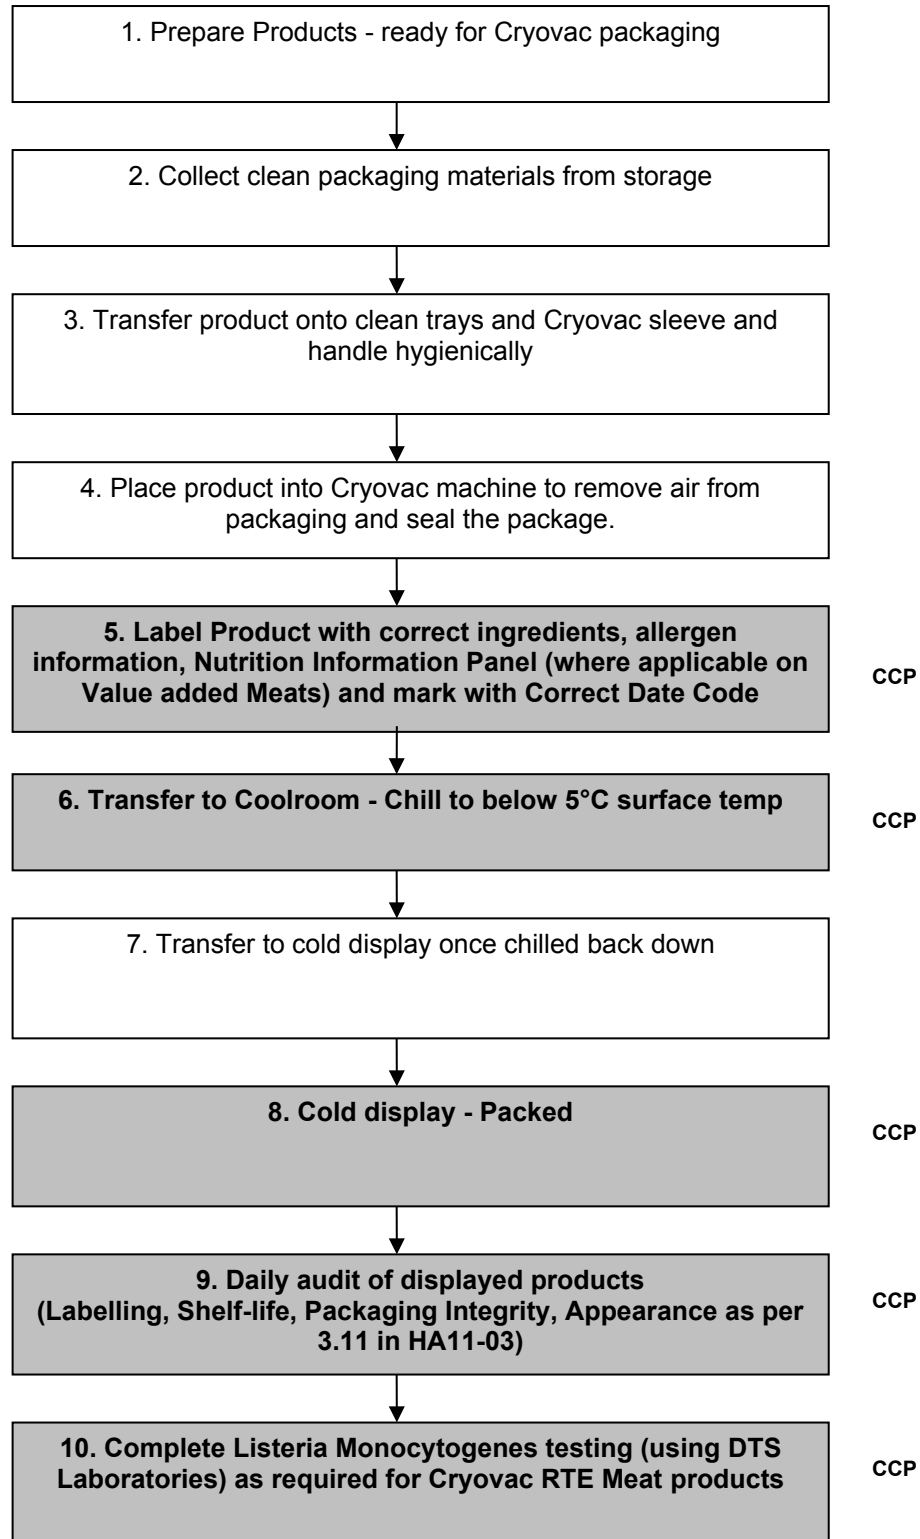 1. Prepare Products - ready for Cryovac packaging
2. Collect clean packaging materials from storage
3. Transfer product onto clean trays and Cryovac sleeve and
handle hygienically
4. Place product into Cryovac machine to remove air from
packaging and seal the package.
5. Label Product with correct ingredients, allergen
information, Nutrition Information Panel (where applicable on
Value added Meats) and mark with Correct Date Code
CCP
6. Transfer to Coolroom - Chill to below 5°C surface temp
CCP
7. Transfer to cold display once chilled back down
8. Cold display - Packed
CCP
9. Daily audit of displayed products
(Labelling, Shelf-life, Packaging Integrity, Appearance as per
3.11 in HA11-03)
CCP
10. Complete Listeria Monocytogenes testing (using DTS
Laboratories) as required for Cryovac RTE Meat products
CCP